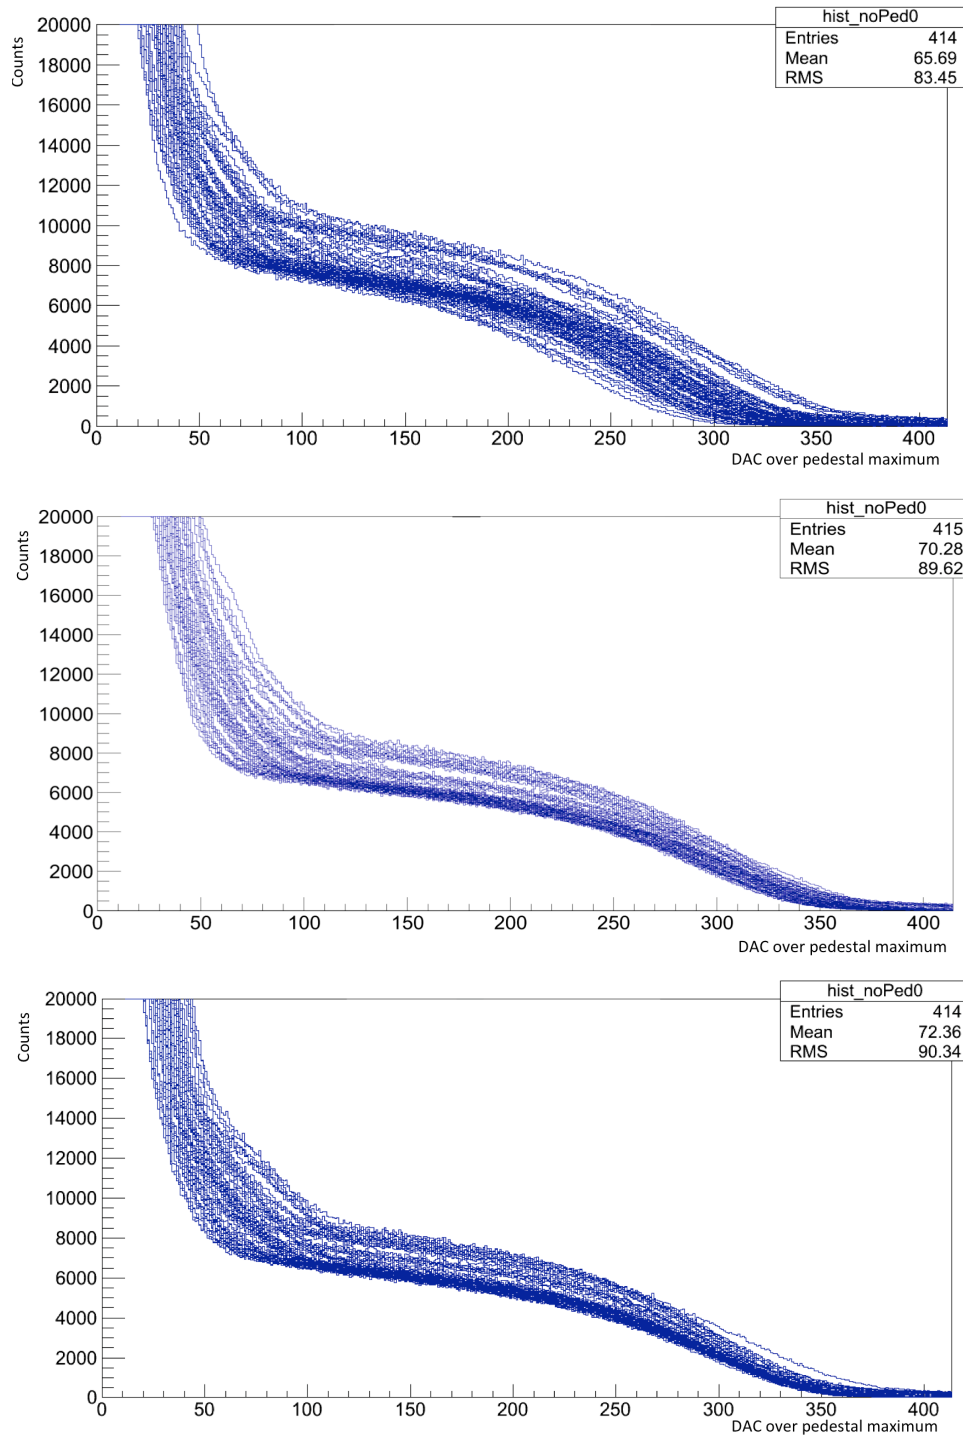 hist_noPed0
Entries 414
Mean 65.69
RMS 83.45
Counts
20000
18000
16000
14000
12000
10000
8000
6000
4000
2000
0
0 50 100 150 200 250 300 350 400
DAC over pedestal maximum
hist_noPed0
Entries 415
Mean 70.28
RMS 89.62
Counts
20000
18000
16000
14000
12000
10000
8000
6000
4000
2000
0
0 50 100 150 200 250 300 350 400
DAC over pedestal maximum
hist_noPed0
Entries 414
Mean 72.36
RMS 90.34
Counts
20000
18000
16000
14000
12000
10000
8000
6000
4000
2000
0
0 50 100 150 200 250 300 350 400
DAC over pedestal maximum